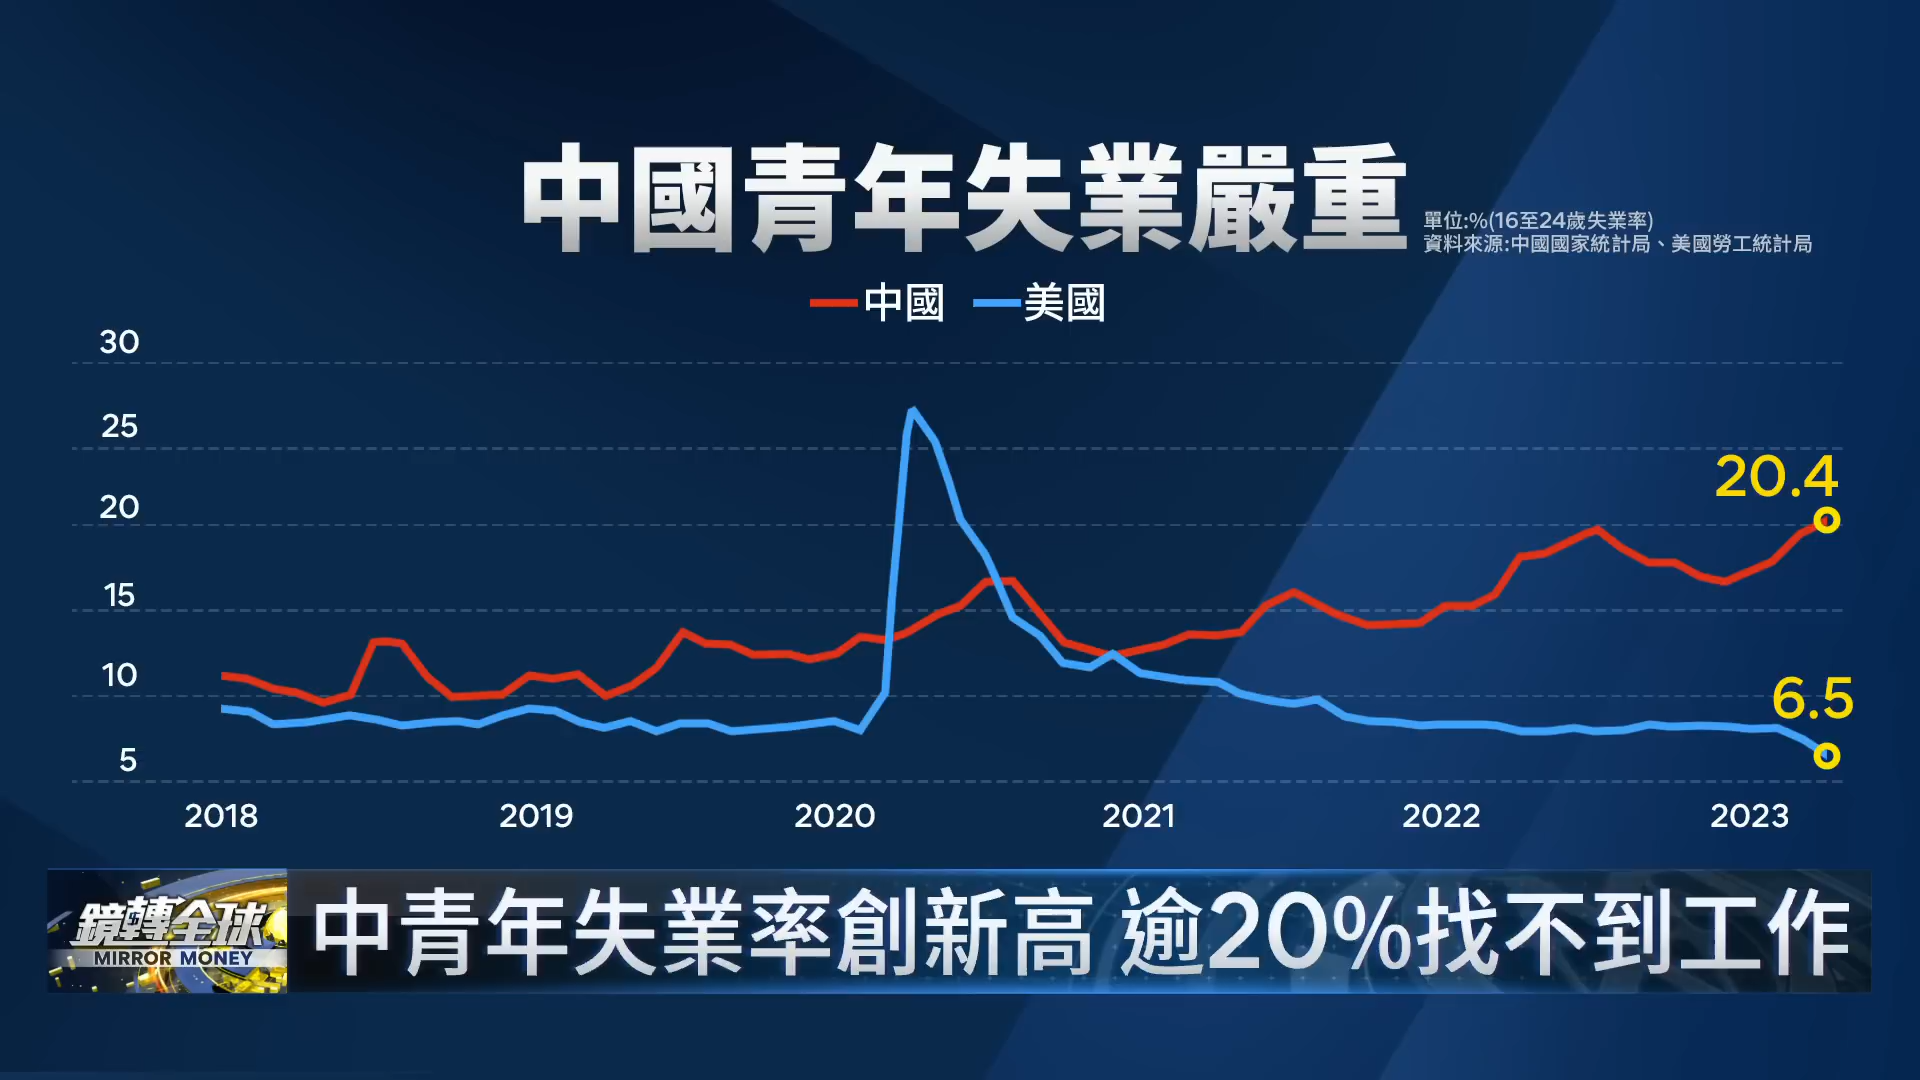 中國青年失業嚴重
單位:%(16至24歲失業率)
資料來源:中國國家統計局、美國勞工統計局
中國 美國
30
25
20
15
10
5
20.4
6.5
2018 2019 2020 2021 2022 2023
鏡轉全球
MIRROR MONEY
中青年失業率創新高 逾20%找不到工作